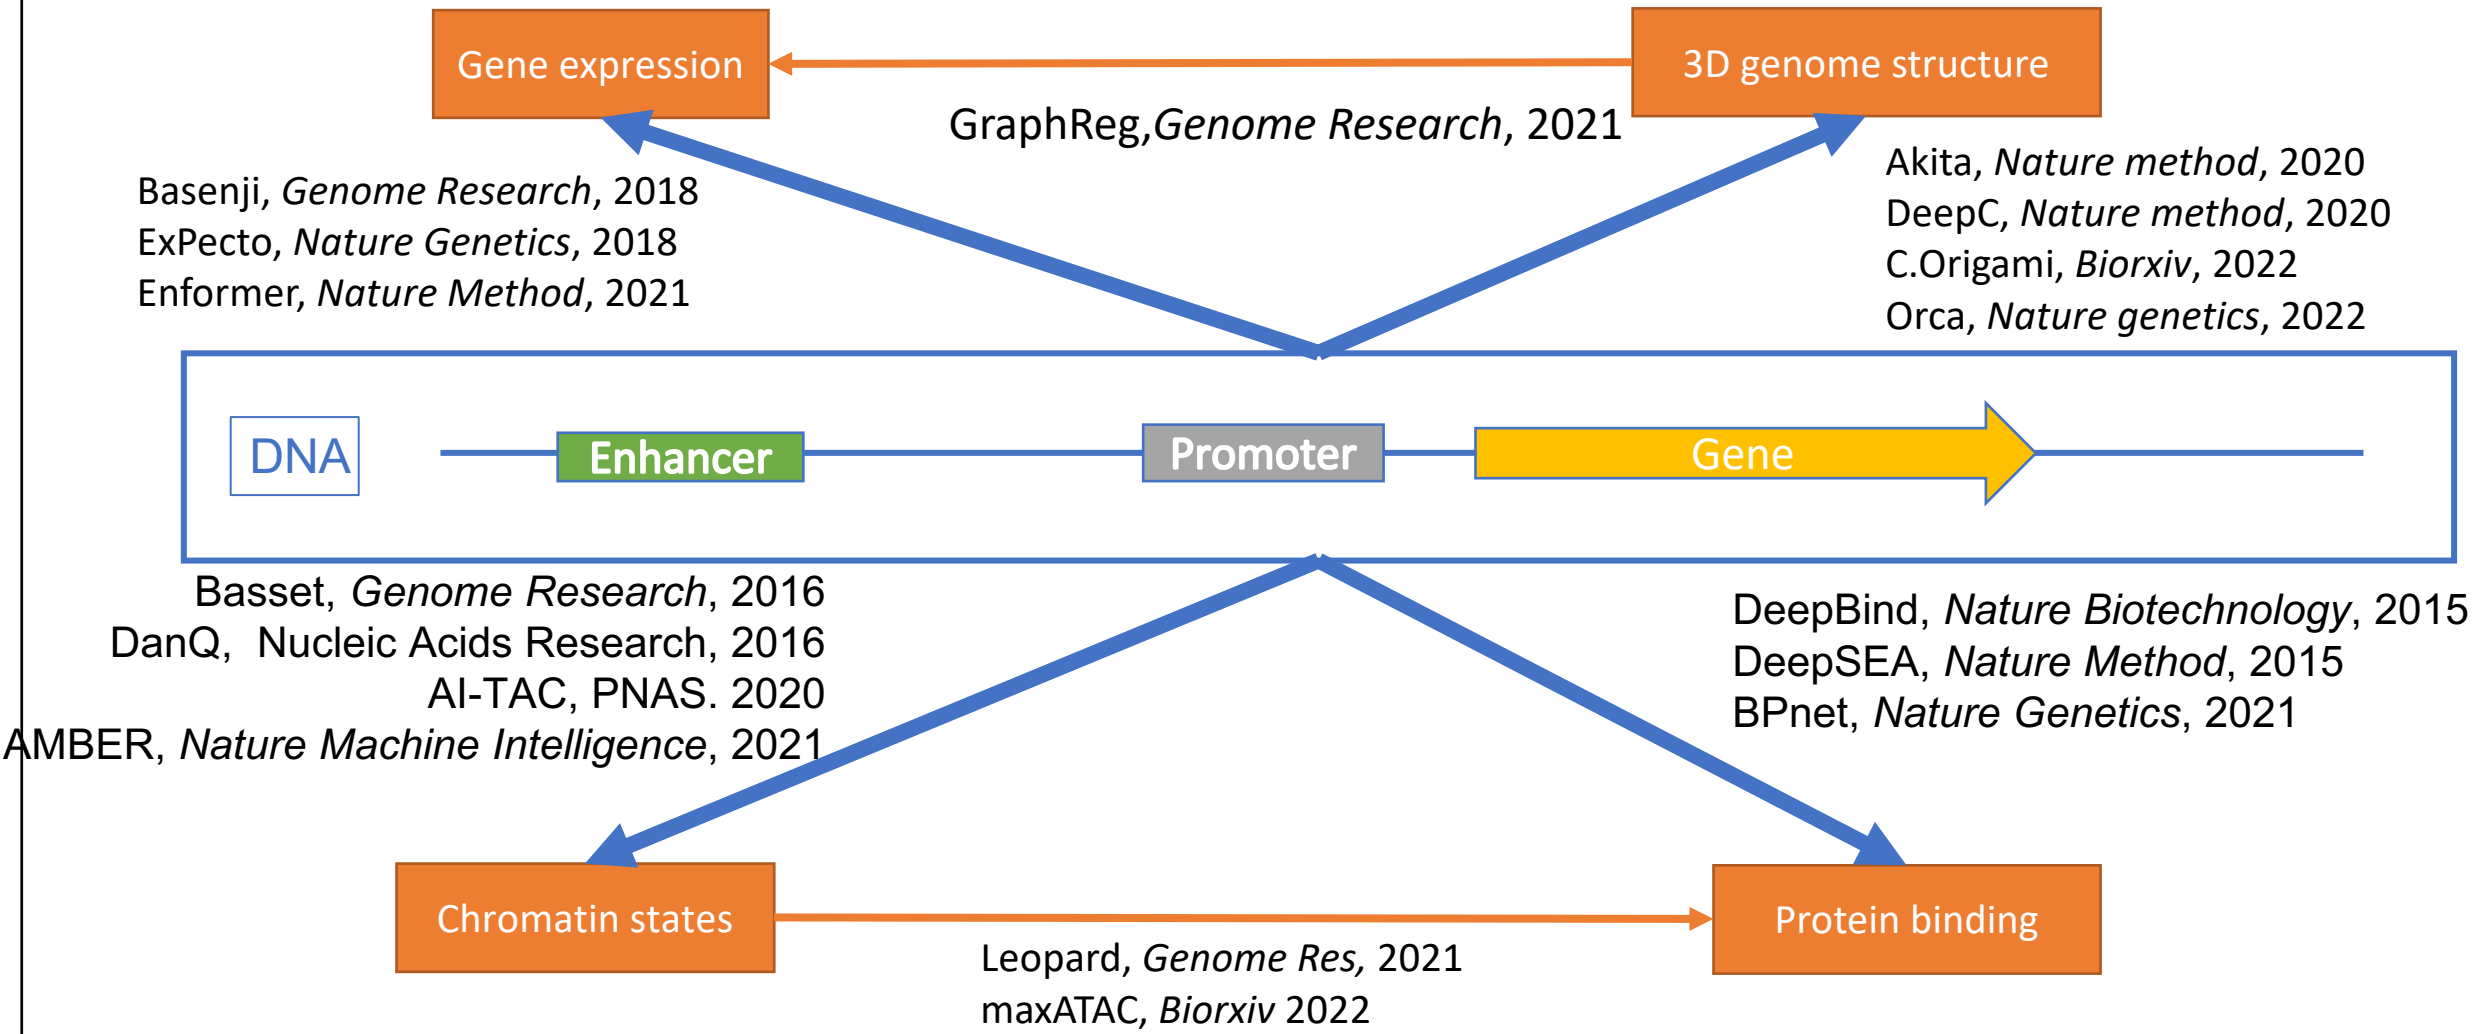 Gene expression
3D genome structure
GraphReg,Genome Research, 2021
Basenji, Genome Research, 2018
ExPecto, Nature Genetics, 2018
Enformer, Nature Method, 2021
Akita, Nature method, 2020
DeepC, Nature method, 2020
C.Origami, Biorxiv, 2022
Orca, Nature genetics, 2022
DNA
Enhancer
Promoter
Gene
Basset, Genome Research, 2016
DanQ,  Nucleic Acids Research, 2016
AI-TAC, PNAS. 2020
AMBER, Nature Machine Intelligence, 2021
DeepBind, Nature Biotechnology, 2015
DeepSEA, Nature Method, 2015
BPnet, Nature Genetics, 2021
Chromatin states
Protein binding
Leopard, Genome Res, 2021
maxATAC, Biorxiv 2022